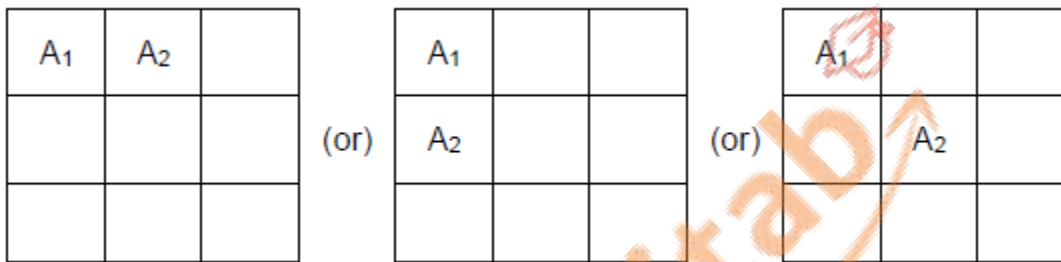 A₁ A₂ A₁ A₁
(or) A₂ (or) A₂